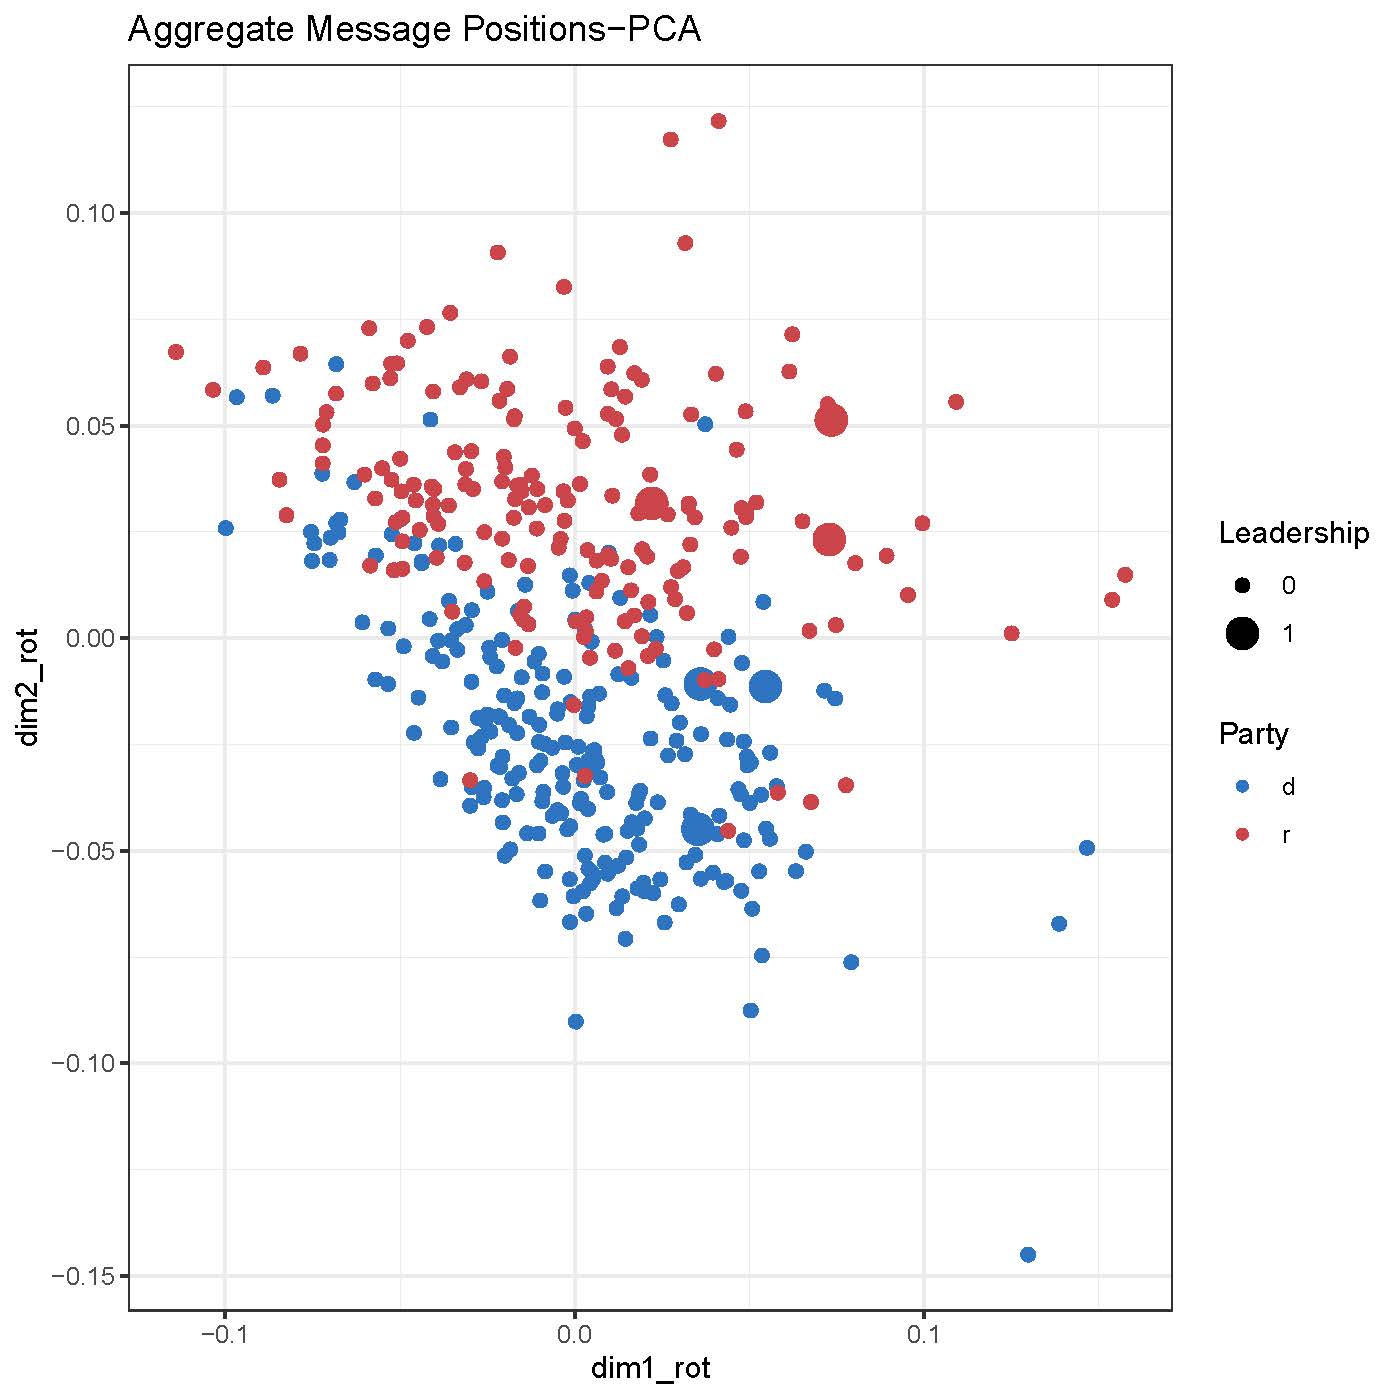 Aggregate Message Positions−PCA
0.10
0.05
0.00
−0.05
−0.10
−0.15
dim2_rot
−0.1
0.0
0.1
dim1_rot
Leadership
0
1
Party
d
r